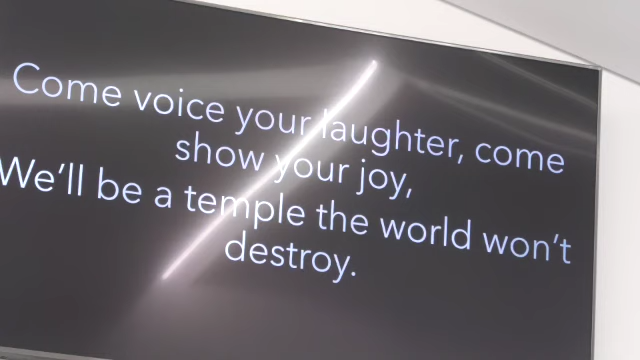 Come voice your laughter, come
show your joy,
We'll be a temple the world won't
destroy.